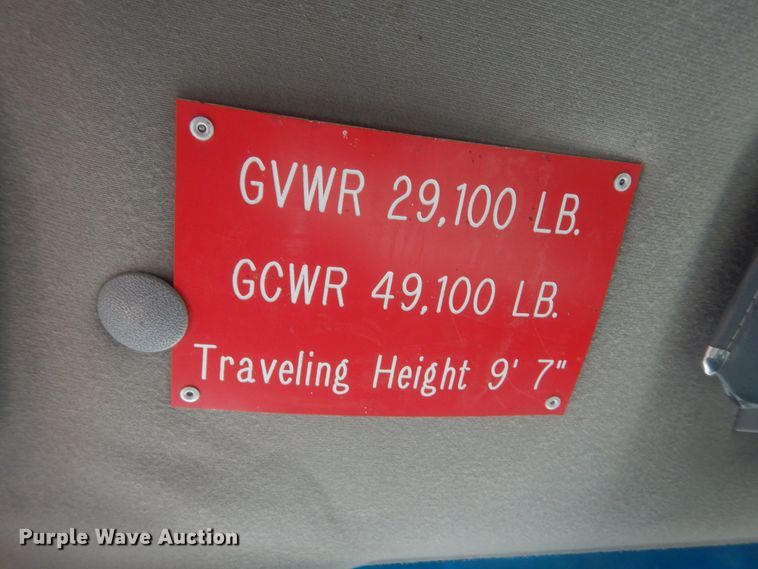 GVWR 29,100 LB.
GCWR 49,100 LB.
Traveling Height 9' 7"
Purple Wave Auction